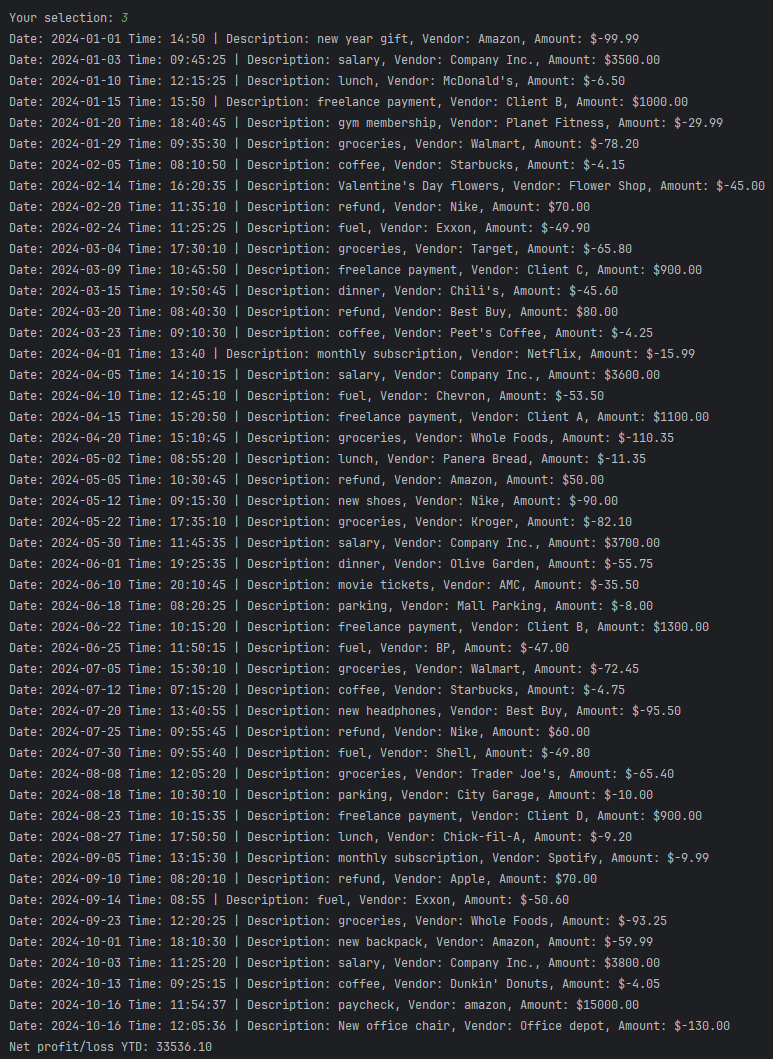 Your selection: 3
Date: 2024-01-01 Time: 14:50 | Description: new year gift, Vendor: Amazon, Amount: $-99.99
Date: 2024-01-03 Time: 09:45:25 | Description: salary, Vendor: Company Inc., Amount: $3500.00
Date: 2024-01-10 Time: 12:15:25 | Description: lunch, Vendor: McDonald's, Amount: $-6.50
Date: 2024-01-15 Time: 15:50 | Description: freelance payment, Vendor: Client B, Amount: $1000.00
Date: 2024-01-20 Time: 18:40:45 | Description: gym membership, Vendor: Planet Fitness, Amount: $-29.99
Date: 2024-01-29 Time: 09:35:30 | Description: groceries, Vendor: Walmart, Amount: $-78.20
Date: 2024-02-05 Time: 08:10:50 | Description: coffee, Vendor: Starbucks, Amount: $-4.15
Date: 2024-02-14 Time: 16:20:35 | Description: Valentine's Day flowers, Vendor: Flower Shop, Amount: $-45.00
Date: 2024-02-20 Time: 11:35:10 | Description: refund, Vendor: Nike, Amount: $70.00
Date: 2024-02-24 Time: 11:25:25 | Description: fuel, Vendor: Exxon, Amount: $-49.90
Date: 2024-03-04 Time: 17:30:10 | Description: groceries, Vendor: Target, Amount: $-65.80
Date: 2024-03-09 Time: 10:45:50 | Description: freelance payment, Vendor: Client C, Amount: $900.00
Date: 2024-03-15 Time: 19:50:45 | Description: dinner, Vendor: Chili's, Amount: $-45.60
Date: 2024-03-20 Time: 08:40:30 | Description: refund, Vendor: Best Buy, Amount: $80.00
Date: 2024-03-23 Time: 09:10:30 | Description: coffee, Vendor: Peet's Coffee, Amount: $-4.25
Date: 2024-04-01 Time: 13:40 | Description: monthly subscription, Vendor: Netflix, Amount: $-15.99
Date: 2024-04-05 Time: 14:10:15 | Description: salary, Vendor: Company Inc., Amount: $3600.00
Date: 2024-04-10 Time: 12:45:10 | Description: fuel, Vendor: Chevron, Amount: $-53.50
Date: 2024-04-15 Time: 15:20:50 | Description: freelance payment, Vendor: Client A, Amount: $1100.00
Date: 2024-04-20 Time: 15:10:45 | Description: groceries, Vendor: Whole Foods, Amount: $-110.35
Date: 2024-05-02 Time: 08:55:20 | Description: lunch, Vendor: Panera Bread, Amount: $-11.35
Date: 2024-05-05 Time: 10:30:45 | Description: refund, Vendor: Amazon, Amount: $50.00
Date: 2024-05-12 Time: 09:15:30 | Description: new shoes, Vendor: Nike, Amount: $-90.00
Date: 2024-05-22 Time: 17:35:10 | Description: groceries, Vendor: Kroger, Amount: $-82.10
Date: 2024-05-30 Time: 11:45:35 | Description: salary, Vendor: Company Inc., Amount: $3700.00
Date: 2024-06-01 Time: 19:25:35 | Description: dinner, Vendor: Olive Garden, Amount: $-55.75
Date: 2024-06-10 Time: 20:10:45 | Description: movie tickets, Vendor: AMC, Amount: $-35.50
Date: 2024-06-18 Time: 08:20:25 | Description: parking, Vendor: Mall Parking, Amount: $-8.00
Date: 2024-06-22 Time: 10:15:20 | Description: freelance payment, Vendor: Client B, Amount: $1300.00
Date: 2024-06-25 Time: 11:50:15 | Description: fuel, Vendor: BP, Amount: $-47.00
Date: 2024-07-05 Time: 15:30:10 | Description: groceries, Vendor: Walmart, Amount: $-72.45
Date: 2024-07-12 Time: 07:15:20 | Description: coffee, Vendor: Starbucks, Amount: $-4.75
Date: 2024-07-20 Time: 13:40:55 | Description: new headphones, Vendor: Best Buy, Amount: $-95.50
Date: 2024-07-25 Time: 09:55:45 | Description: refund, Vendor: Nike, Amount: $60.00
Date: 2024-07-30 Time: 09:55:40 | Description: fuel, Vendor: Shell, Amount: $-49.80
Date: 2024-08-08 Time: 12:05:20 | Description: groceries, Vendor: Trader Joe's, Amount: $-65.40
Date: 2024-08-18 Time: 10:30:10 | Description: parking, Vendor: City Garage, Amount: $-10.00
Date: 2024-08-23 Time: 10:15:35 | Description: freelance payment, Vendor: Client D, Amount: $900.00
Date: 2024-08-27 Time: 17:50:50 | Description: lunch, Vendor: Chick-fil-A, Amount: $-9.20
Date: 2024-09-05 Time: 13:15:30 | Description: monthly subscription, Vendor: Spotify, Amount: $-9.99
Date: 2024-09-10 Time: 08:20:10 | Description: refund, Vendor: Apple, Amount: $70.00
Date: 2024-09-14 Time: 08:55 | Description: fuel, Vendor: Exxon, Amount: $-50.60
Date: 2024-09-23 Time: 12:20:25 | Description: groceries, Vendor: Whole Foods, Amount: $-93.25
Date: 2024-10-01 Time: 18:10:30 | Description: new backpack, Vendor: Amazon, Amount: $-59.99
Date: 2024-10-03 Time: 11:25:20 | Description: salary, Vendor: Company Inc., Amount: $3800.00
Date: 2024-10-13 Time: 09:25:15 | Description: coffee, Vendor: Dunkin' Donuts, Amount: $-4.05
Date: 2024-10-16 Time: 11:54:37 | Description: paycheck, Vendor: amazon, Amount: $15000.00
Date: 2024-10-16 Time: 12:05:36 | Description: New office chair, Vendor: Office depot, Amount: $-130.00
Net profit/loss YTD: 33536.10